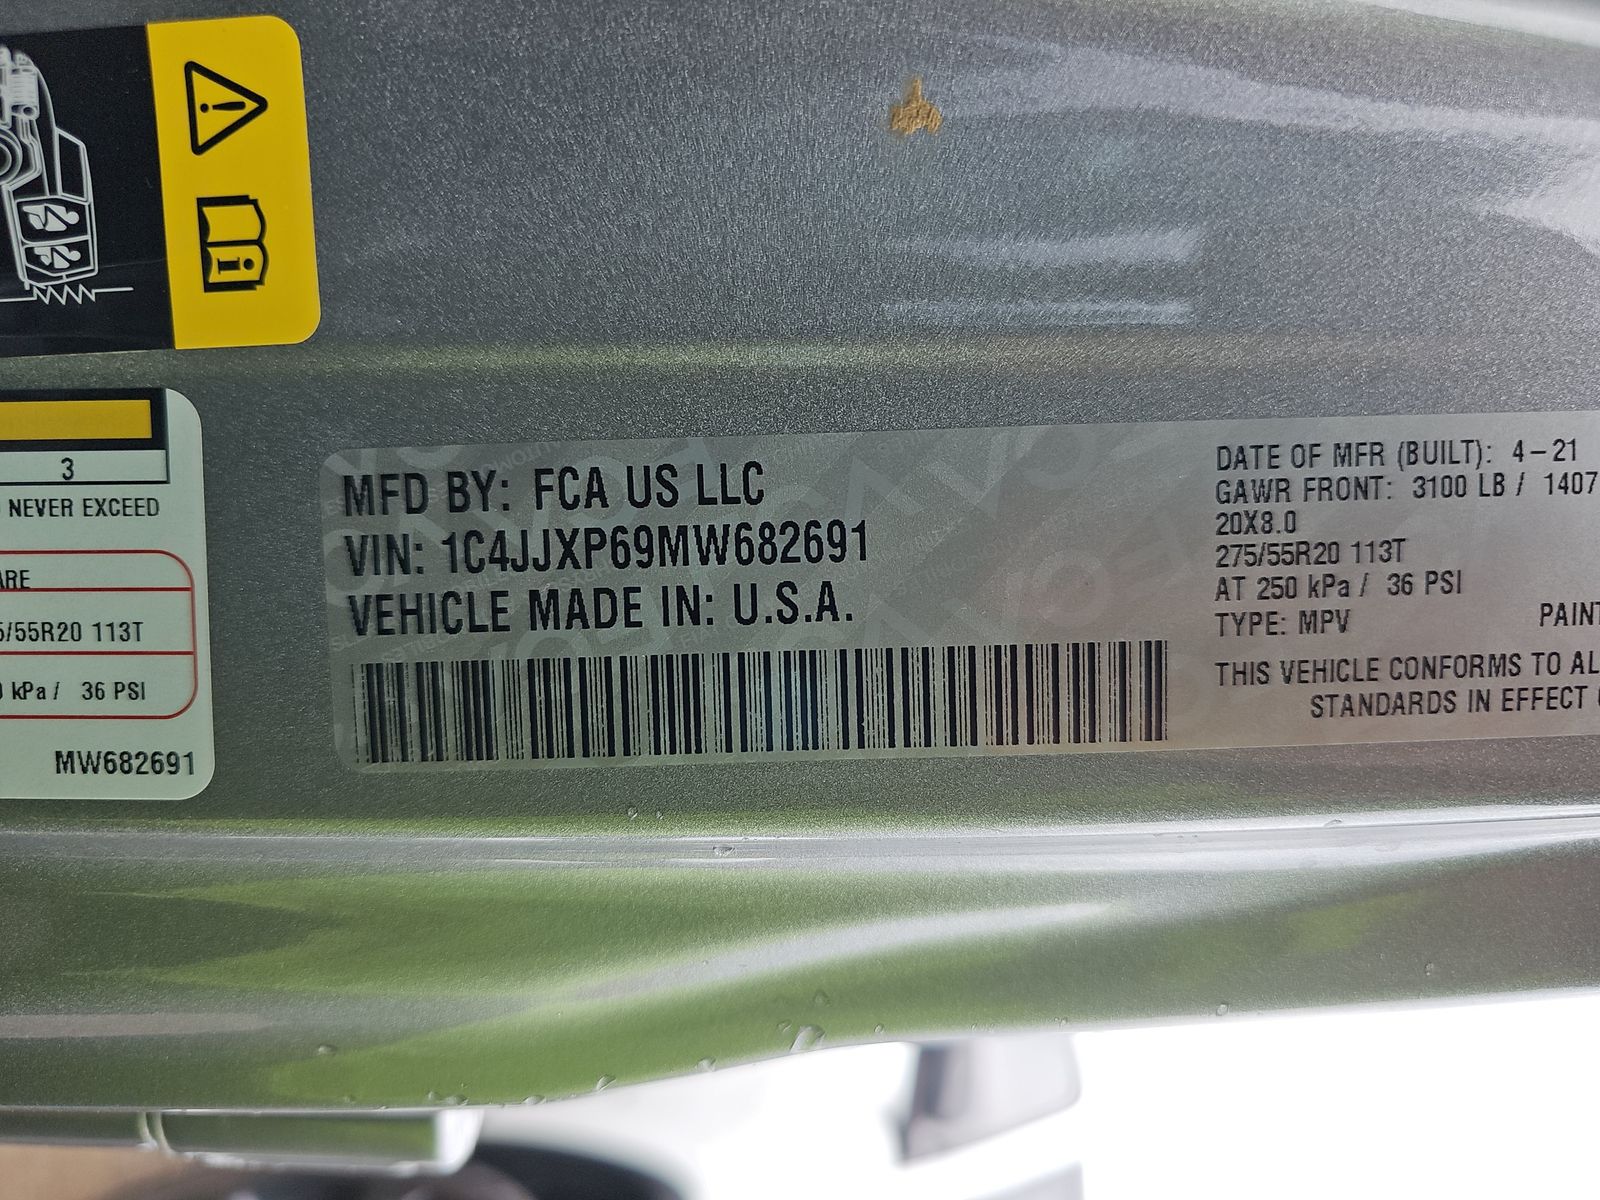 3
NEVER EXCEED
ARE
5/55R20 113T
0 kPa / 36 PSI
MW682691
MFD BY: FCA US LLC
VIN: 1C4JJXP69MW682691
VEHICLE MADE IN: U.S.A.
DATE OF MFR (BUILT): 4-21
GAWR FRONT: 3100 LB / 1407
20X8.0
275/55R20 113T
AT 250 kPa / 36 PSI
TYPE: MPV PAINT
THIS VEHICLE CONFORMS TO AL
STANDARDS IN EFFECT